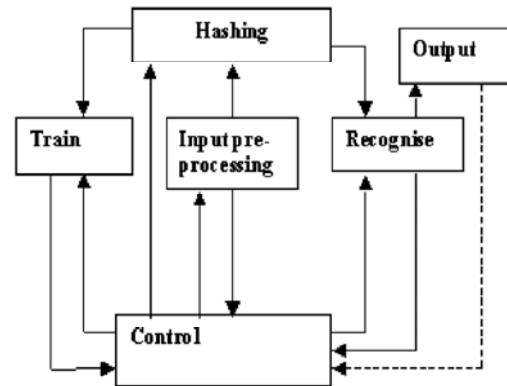 Hashing
Output
Train
Input pre-
processing
Recognise
Control